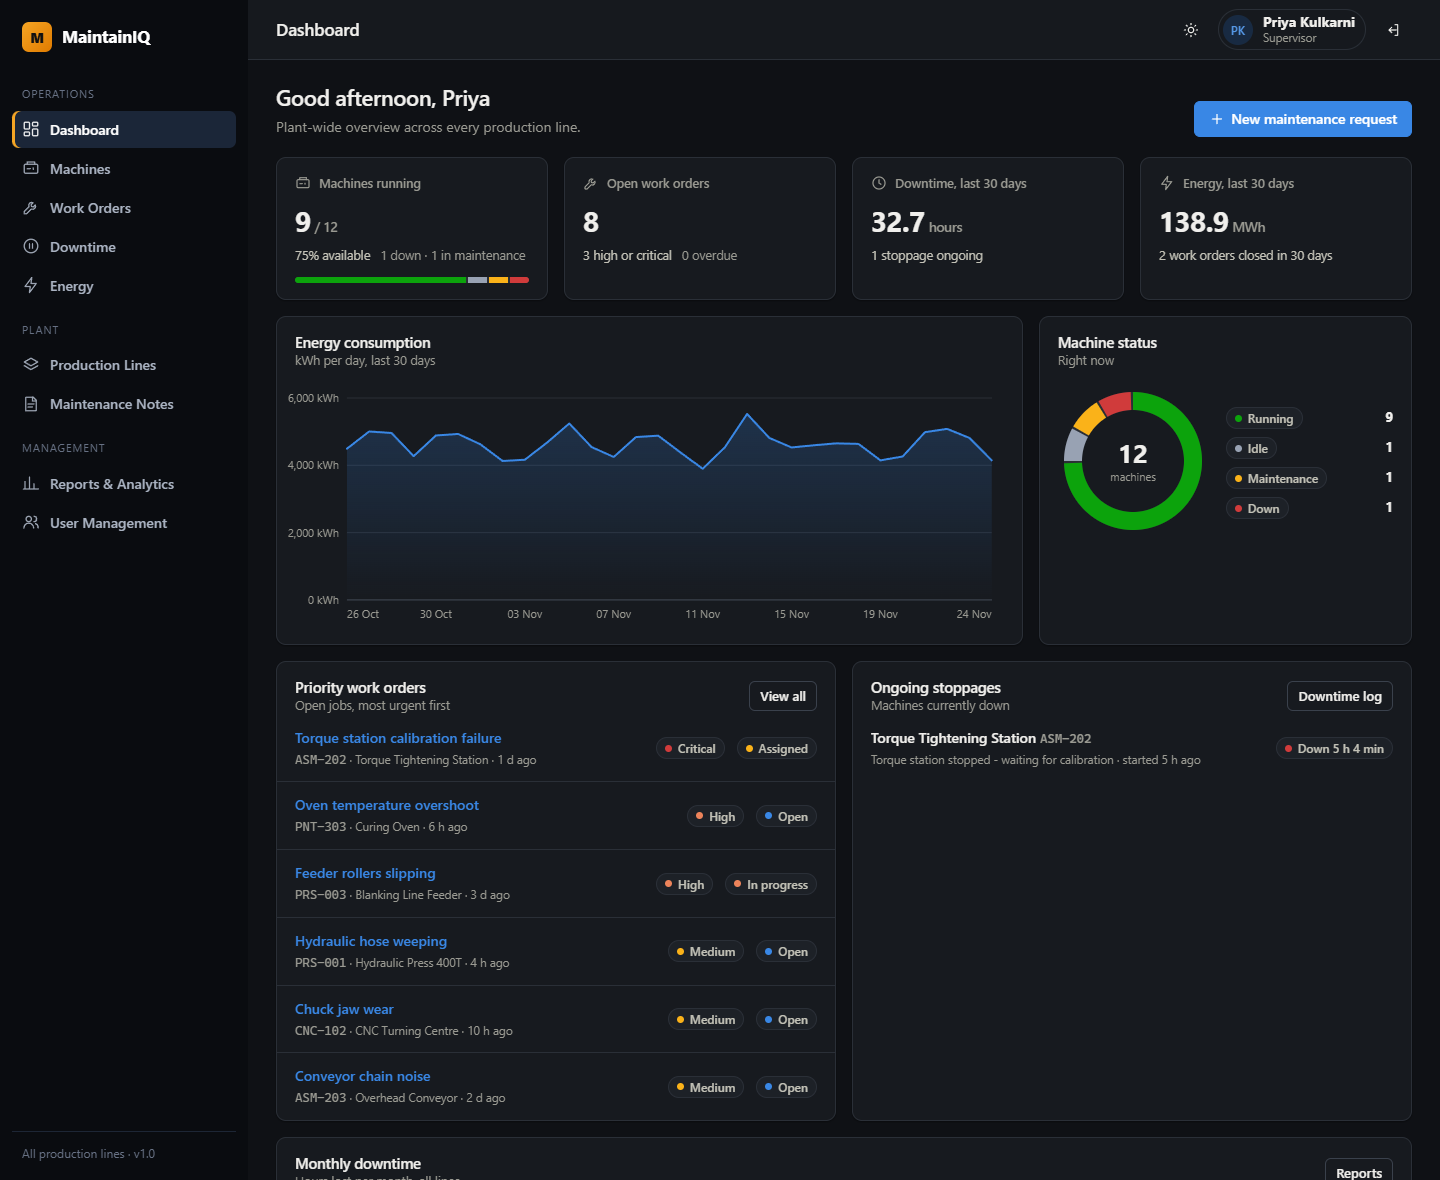 M MaintainIQ
OPERATIONS
Dashboard
Machines
Work Orders
Downtime
Energy
PLANT
Production Lines
Maintenance Notes
MANAGEMENT
Reports & Analytics
User Management
All production lines · v1.0
Dashboard
PK
Priya Kulkarni
Supervisor
Good afternoon, Priya
Plant-wide overview across every production line.
New maintenance request
Machines running
9 / 12
75% available 1 down · 1 in maintenance
Open work orders
8
3 high or critical 0 overdue
Downtime, last 30 days
32.7 hours
1 stoppage ongoing
Energy, last 30 days
138.9 MWh
2 work orders closed in 30 days
Energy consumption
kWh per day, last 30 days
6,000 kWh
4,000 kWh
2,000 kWh
0 kWh
26 Oct 30 Oct 03 Nov 07 Nov 11 Nov 15 Nov 19 Nov 24 Nov
Machine status
Right now
12
machines
Running 9
Idle 1
Maintenance 1
Down 1
Priority work orders
Open jobs, most urgent first
View all
Torque station calibration failure
ASM-202 · Torque Tightening Station · 1 d ago
Critical Assigned
Oven temperature overshoot
PNT-303 · Curing Oven · 6 h ago
High Open
Feeder rollers slipping
PRS-003 · Blanking Line Feeder · 3 d ago
High In progress
Hydraulic hose weeping
PRS-001 · Hydraulic Press 400T · 4 h ago
Medium Open
Chuck jaw wear
CNC-102 · CNC Turning Centre · 10 h ago
Medium Open
Conveyor chain noise
ASM-203 · Overhead Conveyor · 2 d ago
Medium Open
Ongoing stoppages
Machines currently down
Downtime log
Torque Tightening Station ASM-202
Torque station stopped - waiting for calibration · started 5 h ago
Down 5 h 4 min
Monthly downtime
Hours lost per month, all lines
Reports